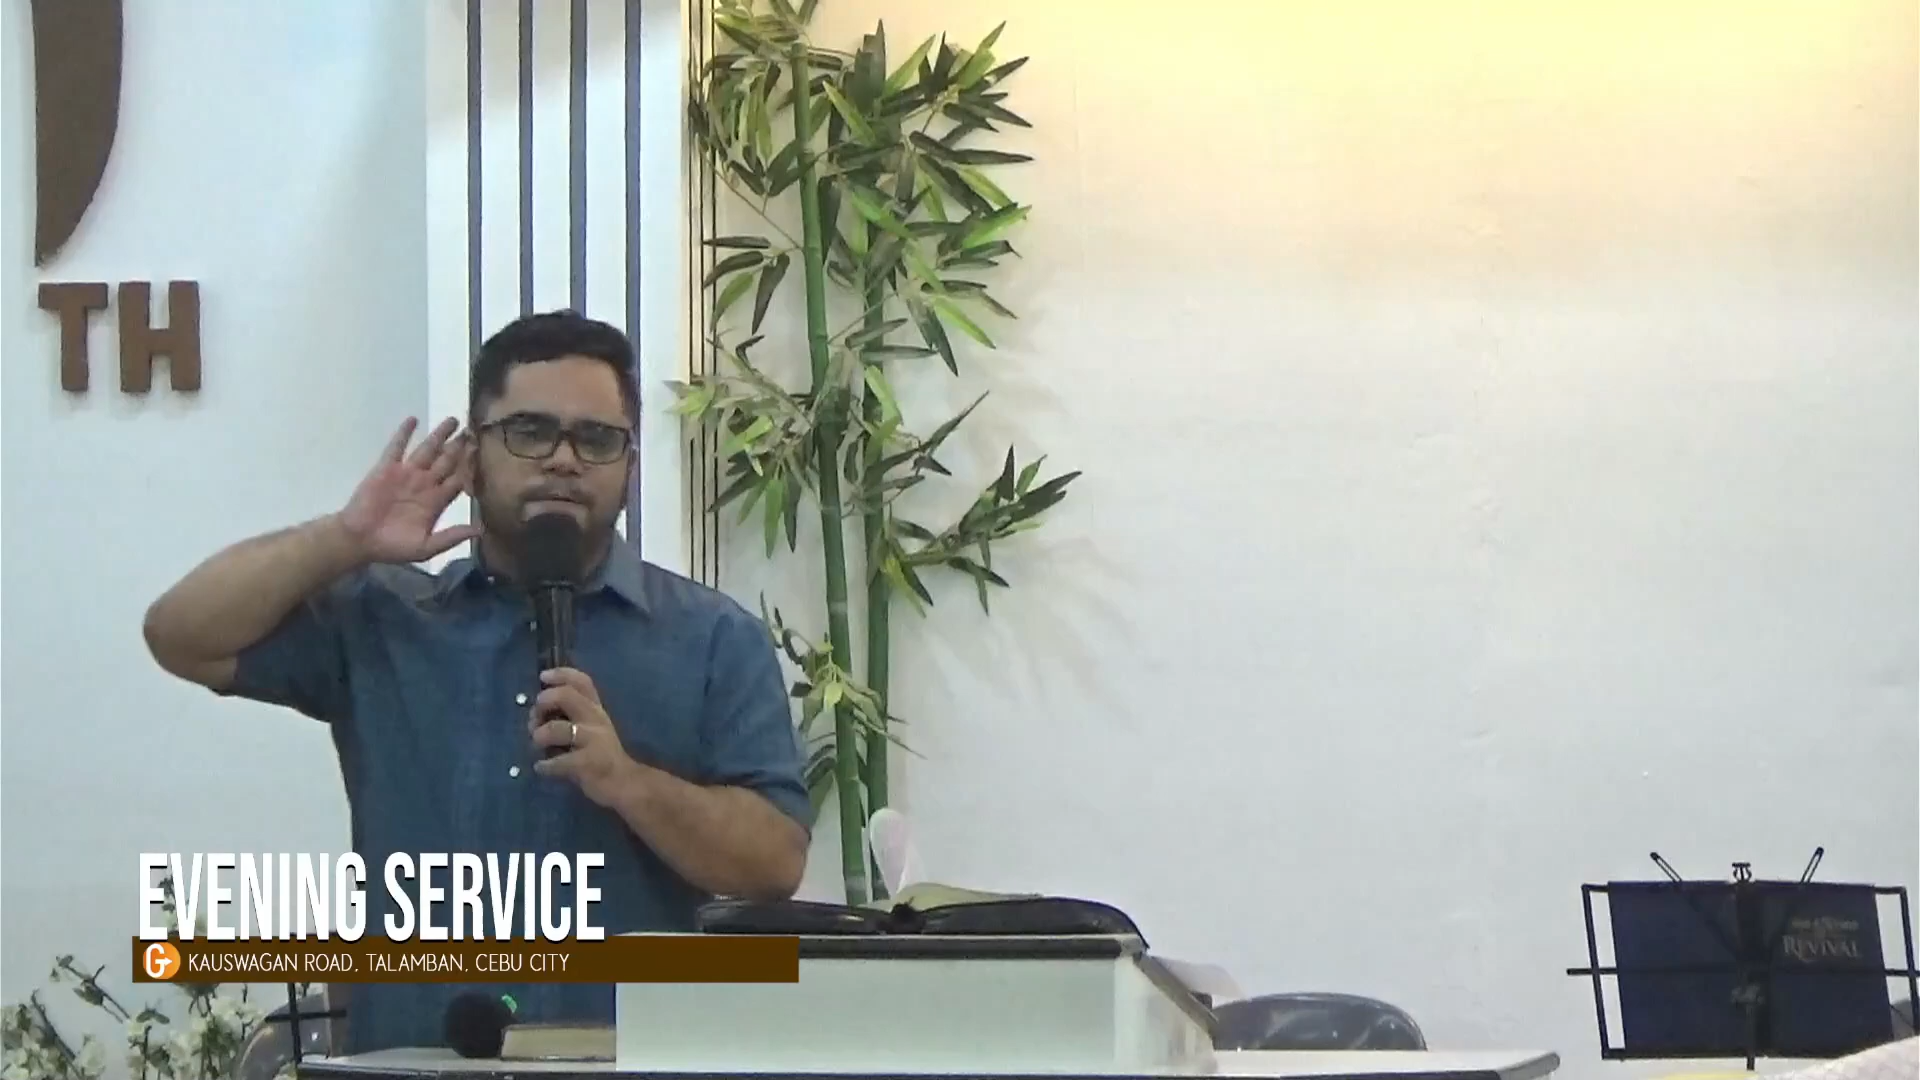 TH
EVENING SERVICE
G
KAUSWAGAN ROAD, TALAMBAN, CEBU CITY
REVIVAL